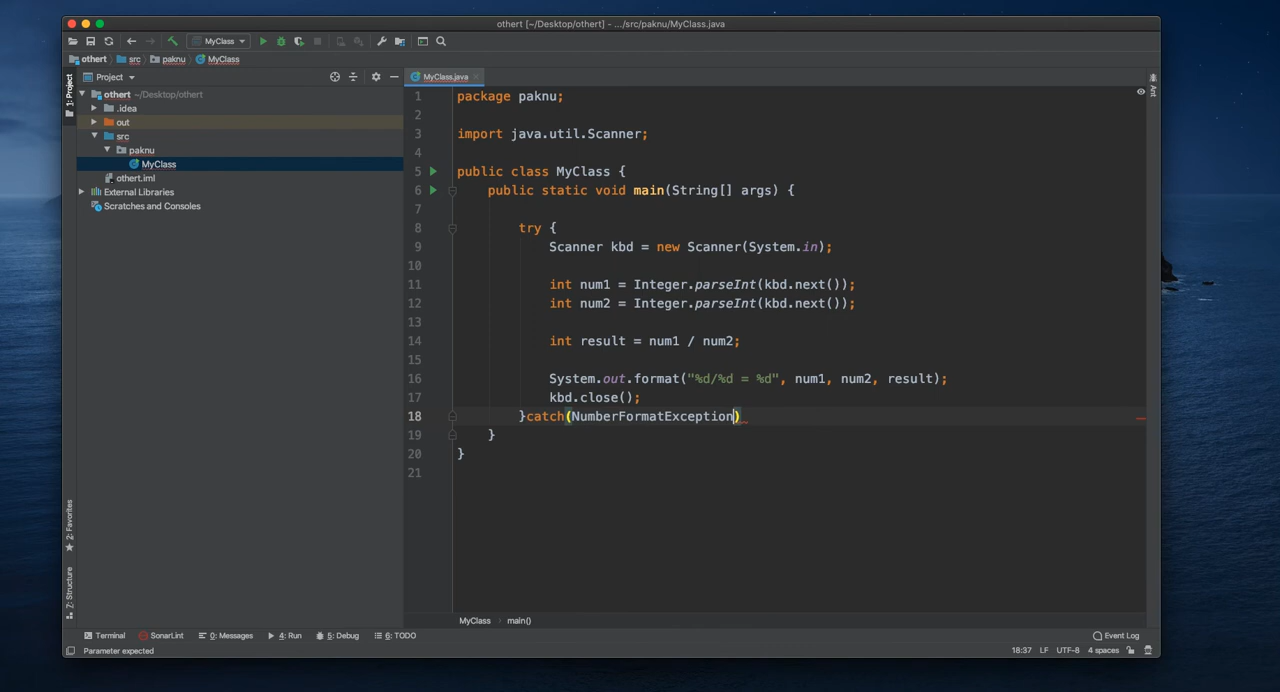 othert [~/Desktop/othert] - .../src/paknu/MyClass.java
MyClass
othert src paknu MyClass
Project
MyClass.java
1: Project
Ant
othert ~/Desktop/othert
.idea
out
src
paknu
MyClass
othert.iml
External Libraries
Scratches and Consoles
1 package paknu;
2
3 import java.util.Scanner;
4
5 public class MyClass {
6 public static void main(String[] args) {
7
8 try {
9 Scanner kbd = new Scanner(System.in);
10
11 int num1 = Integer.parseInt(kbd.next());
12 int num2 = Integer.parseInt(kbd.next());
13
14 int result = num1 / num2;
15
16 System.out.format("%d/%d = %d", num1, num2, result);
17 kbd.close();
18 }catch(NumberFormatException)
19 }
20 }
21
2: Favorites
Z: Structure
MyClass main()
Terminal SonarLint 0: Messages 4: Run 5: Debug 6: TODO Event Log
Parameter expected 18:37 LF UTF-8 4 spaces